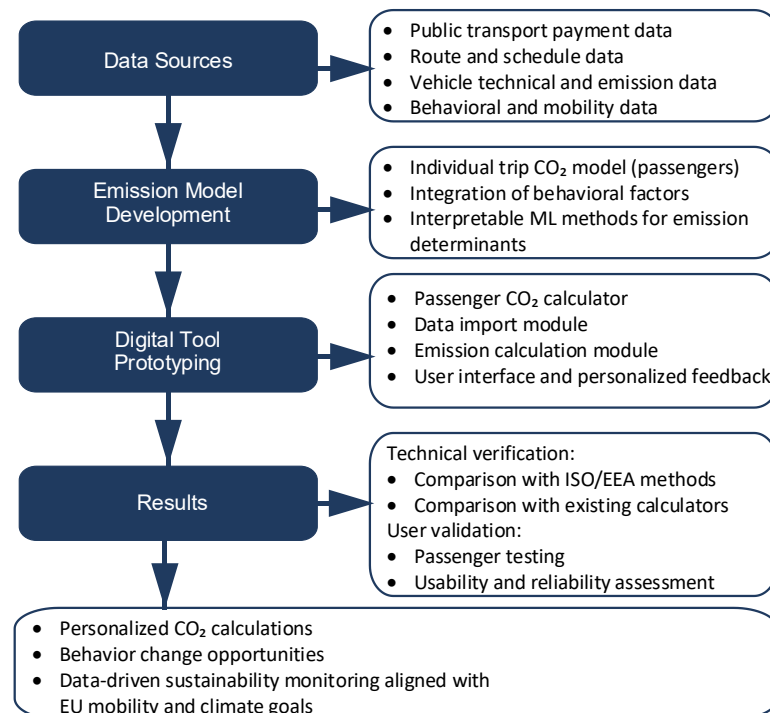 Data Sources
• Public transport payment data
• Route and schedule data
• Vehicle technical and emission data
• Behavioral and mobility data
Emission Model
Development
• Individual trip CO₂ model (passengers)
• Integration of behavioral factors
• Interpretable ML methods for emission
determinants
Digital Tool
Prototyping
• Passenger CO₂ calculator
• Data import module
• Emission calculation module
• User interface and personalized feedback
Results
Technical verification:
• Comparison with ISO/EEA methods
• Comparison with existing calculators
User validation:
• Passenger testing
• Usability and reliability assessment
• Personalized CO₂ calculations
• Behavior change opportunities
• Data-driven sustainability monitoring aligned with
EU mobility and climate goals